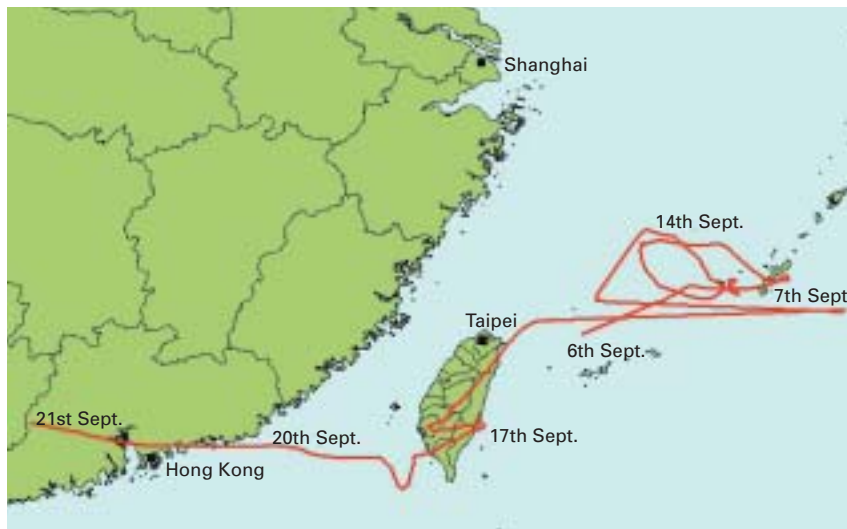 Shanghai
14th Sept.
7th Sept
Taipei
6th Sept.
21st Sept.
20th Sept.
17th Sept.
Hong Kong